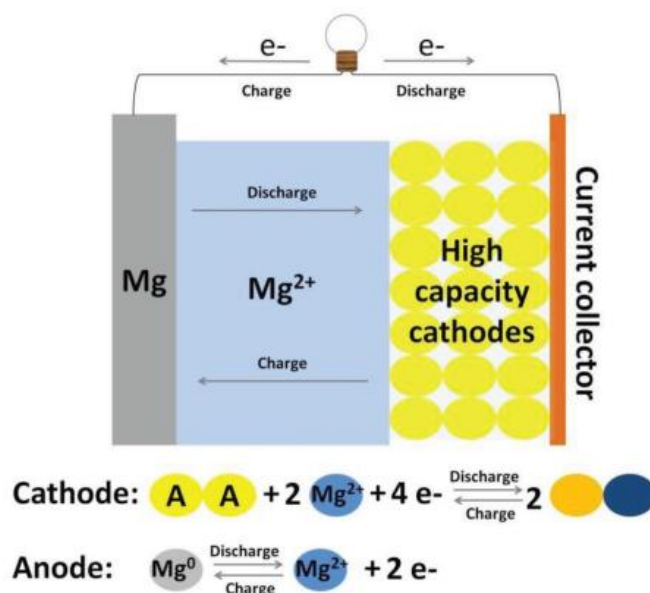 e- e-
Charge Discharge
Discharge
Mg
Mg²⁺
Charge
High
capacity
cathodes
Current collector
Cathode: A A + 2 Mg²⁺ + 4 e- Discharge Charge 2
Anode: Mg⁰ Discharge Charge Mg²⁺ + 2 e-